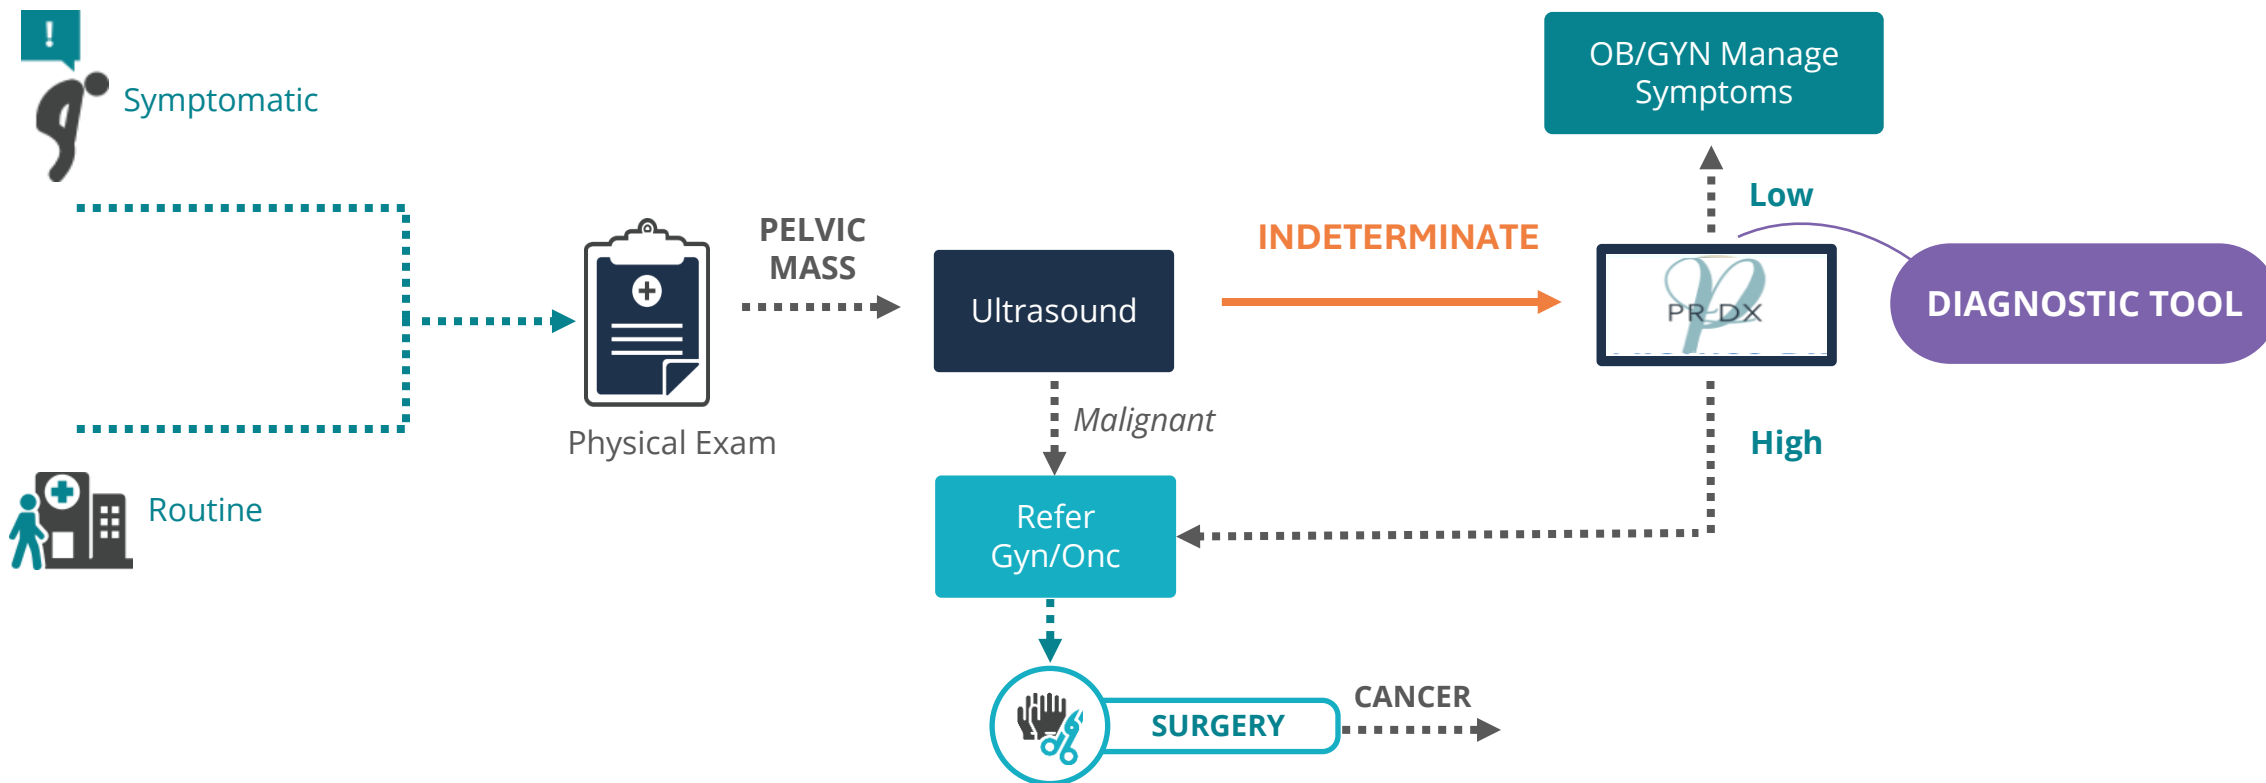 !
Symptomatic
OB/GYN Manage
Symptoms
Low
PELVIC
MASS
INDETERMINATE
Ultrasound
PR DX
DIAGNOSTIC TOOL
Physical Exam
Malignant
High
Routine
Refer
Gyn/Onc
CANCER
SURGERY